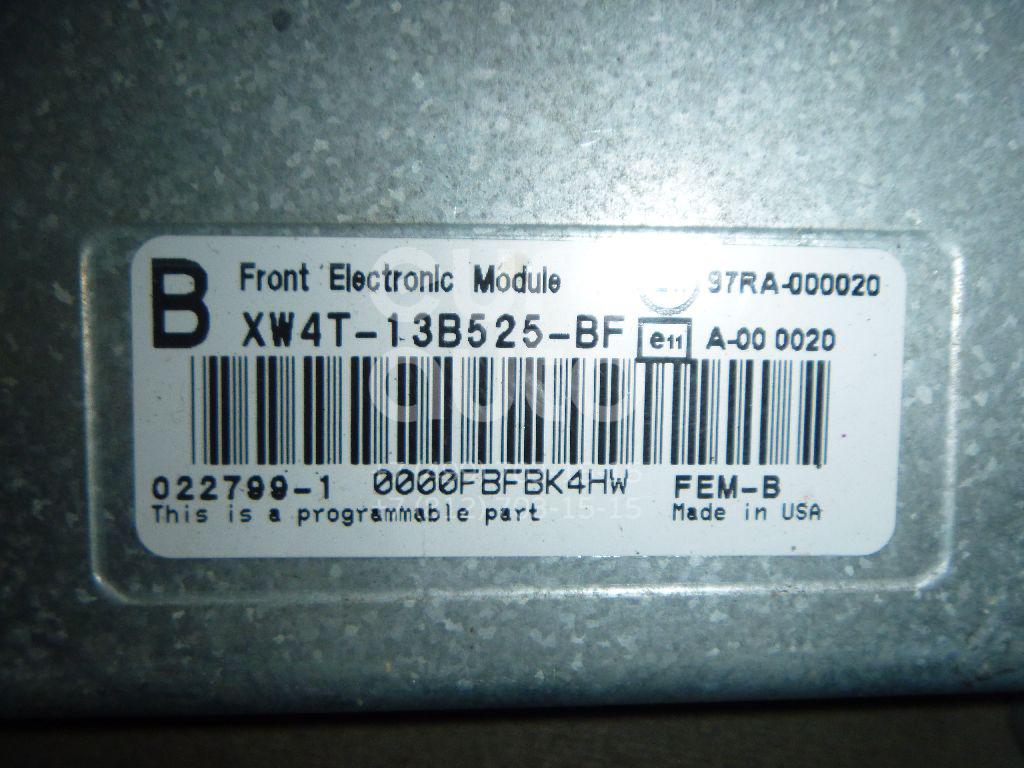 B Front Electronic Module 97RA-000020
XW4T-13B525-BF e11 A-00 0020
022799-1 0000FBFBK4HW FEM-B
This is a programmable part Made in USA
auto